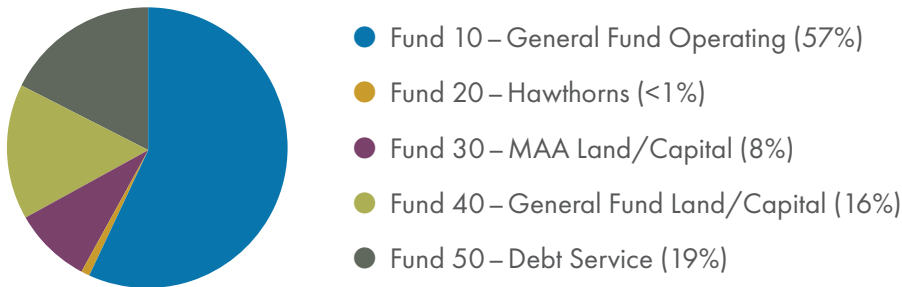 Fund 10 – General Fund Operating (57%)
Fund 20 – Hawthorns (<1%)
Fund 30 – MAA Land/Capital (8%)
Fund 40 – General Fund Land/Capital (16%)
Fund 50 – Debt Service (19%)